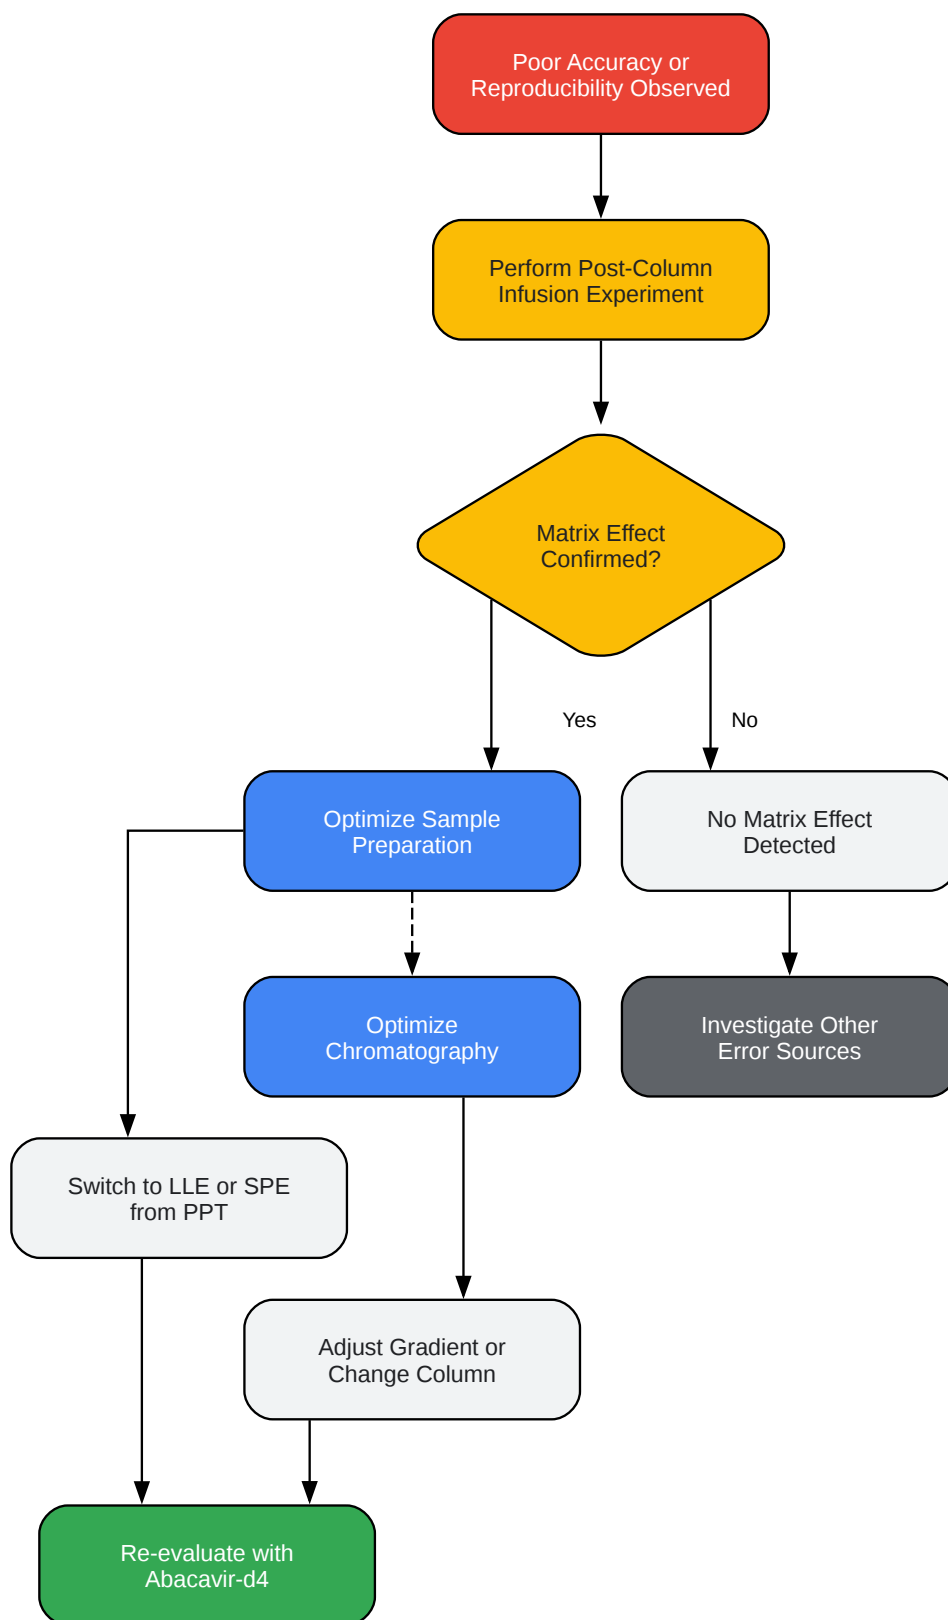 Poor Accuracy or
Reproducibility Observed
Perform Post-Column
Infusion Experiment
Matrix Effect
Confirmed?
Yes
No
Optimize Sample
Preparation
No Matrix Effect
Detected
Optimize
Chromatography
Investigate Other
Error Sources
Switch to LLE or SPE
from PPT
Adjust Gradient or
Change Column
Re-evaluate with
Abacavir-d4